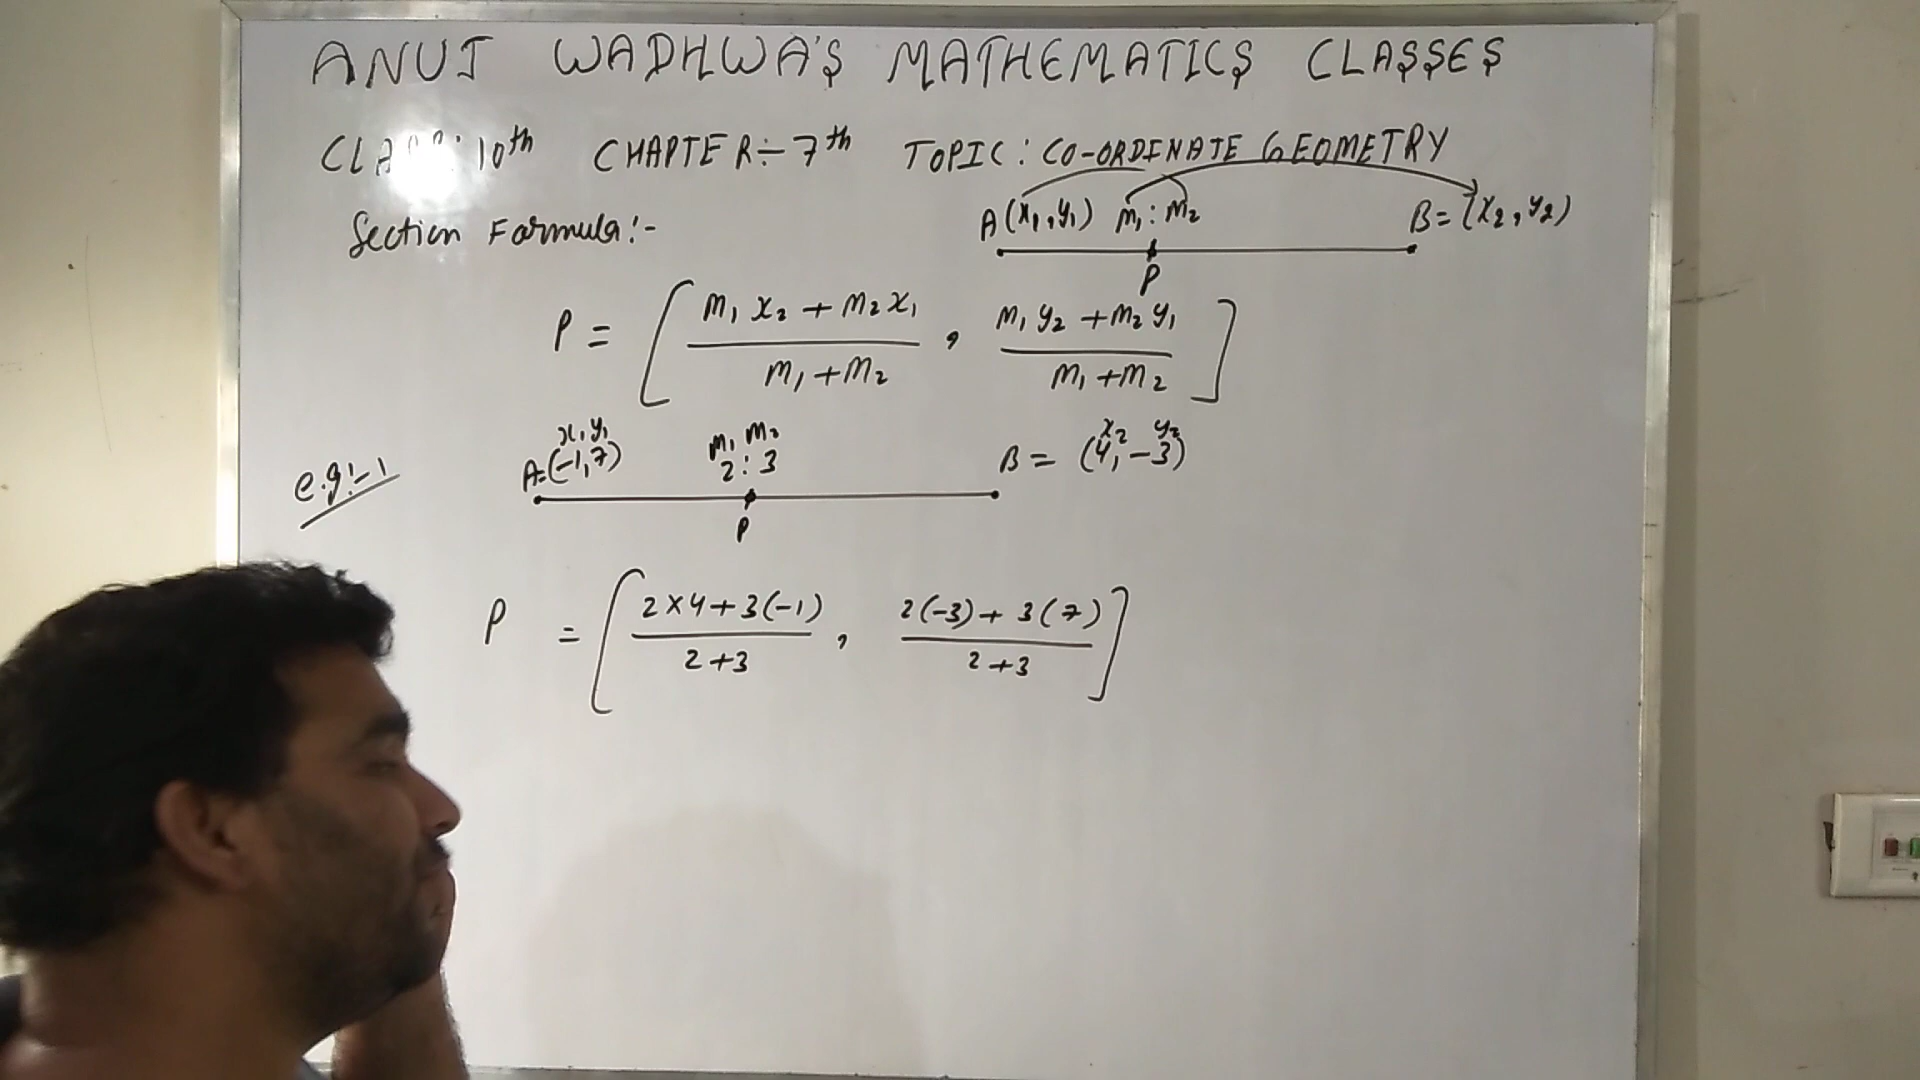 ANUJ WADHWA'S MATHEMATICS CLASSES
10th CHAPTER÷7th TOPIC: CO-ORDINATE GEOMETRY
Section Formula:-
A(x₁,y₁) m₁:m₂ B=(x₂,y₂)
P
P = [ (m₁x₂+m₂x₁)/(m₁+m₂) , (m₁y₂+m₂y₁)/(m₁+m₂) ]
x₁ y₁ m₁ m₂ x₂ y₂
e.g:-1 A=(-1,7) 2:3 B = (4,-3)
P
P = [ (2×4+3(-1))/(2+3) , (2(-3)+3(7))/(2+3) ]